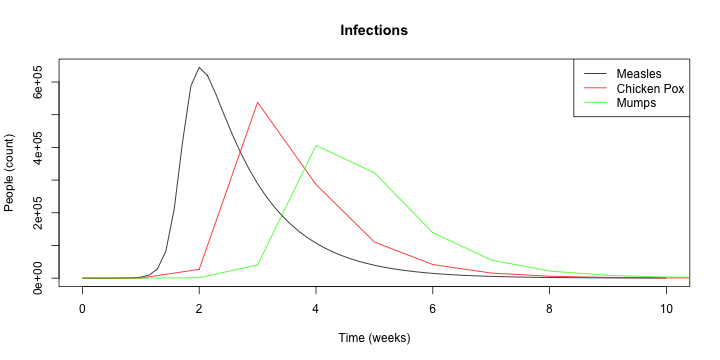 Infections
Measles
Chicken Pox
Mumps
People (count)
6e+05
4e+05
2e+05
0e+00
0 2 4 6 8 10
Time (weeks)